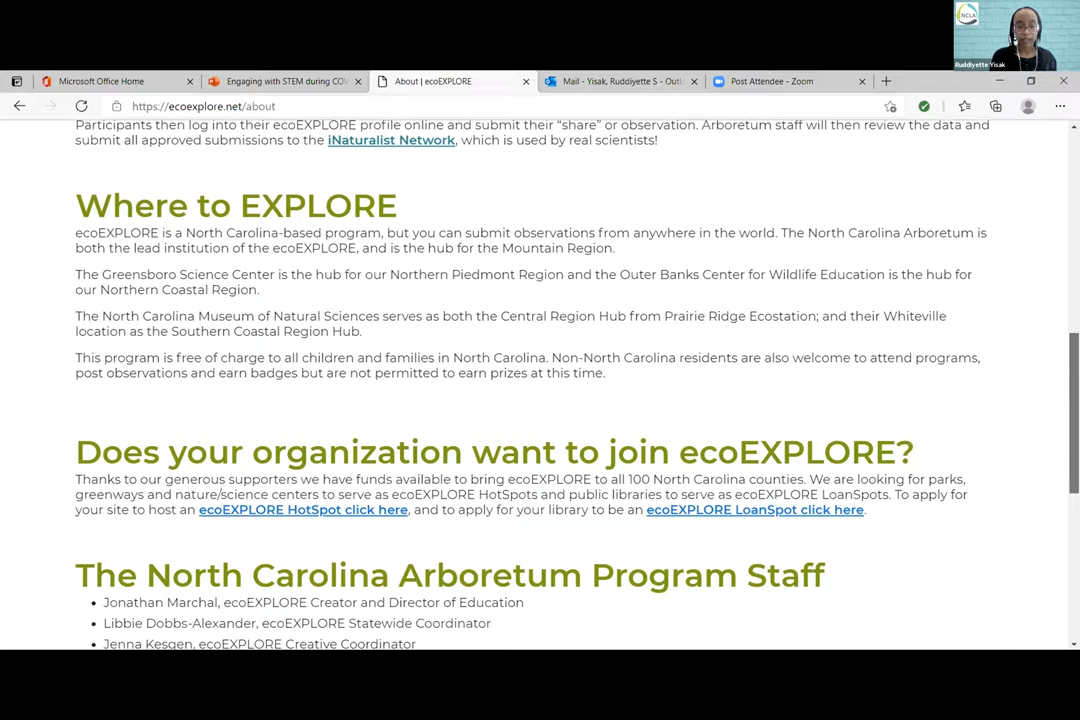 NCLA
Ruddiyette Yisak
Microsoft Office Home
Engaging with STEM during COV
About | ecoEXPLORE
Mail - Yisak, Ruddiyette S - Outl
Post Attendee - Zoom
https://ecoexplore.net/about
Participants then log into their ecoEXPLORE profile online and submit their “share” or observation. Arboretum staff will then review the data and
submit all approved submissions to the iNaturalist Network, which is used by real scientists!
Where to EXPLORE
ecoEXPLORE is a North Carolina-based program, but you can submit observations from anywhere in the world. The North Carolina Arboretum is
both the lead institution of the ecoEXPLORE, and is the hub for the Mountain Region.
The Greensboro Science Center is the hub for our Northern Piedmont Region and the Outer Banks Center for Wildlife Education is the hub for
our Northern Coastal Region.
The North Carolina Museum of Natural Sciences serves as both the Central Region Hub from Prairie Ridge Ecostation; and their Whiteville
location as the Southern Coastal Region Hub.
This program is free of charge to all children and families in North Carolina. Non-North Carolina residents are also welcome to attend programs,
post observations and earn badges but are not permitted to earn prizes at this time.
Does your organization want to join ecoEXPLORE?
Thanks to our generous supporters we have funds available to bring ecoEXPLORE to all 100 North Carolina counties. We are looking for parks,
greenways and nature/science centers to serve as ecoEXPLORE HotSpots and public libraries to serve as ecoEXPLORE LoanSpots. To apply for
your site to host an ecoEXPLORE HotSpot click here, and to apply for your library to be an ecoEXPLORE LoanSpot click here.
The North Carolina Arboretum Program Staff
• Jonathan Marchal, ecoEXPLORE Creator and Director of Education
• Libbie Dobbs-Alexander, ecoEXPLORE Statewide Coordinator
• Jenna Kesgen, ecoEXPLORE Creative Coordinator